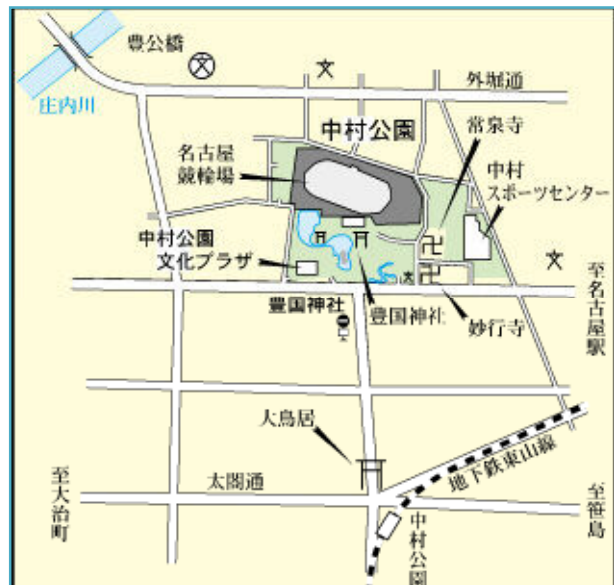 豊公橋
庄内川
外堀通
中村公園
常泉寺
名古屋
競輪場
中村
スポーツセンター
中村公園
文化プラザ
至名古屋駅
豊国神社
豊国神社
妙行寺
大鳥居
地下鉄東山線
太閤通
至大治町
至笹島
中村公園